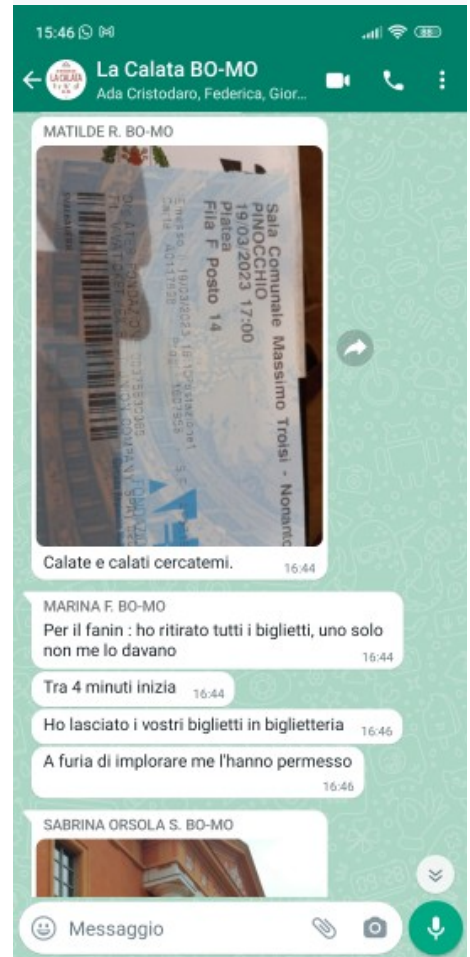 15:46
La Calata BO-MO
Ada Cristodaro, Federica, Gior...
MATILDE R. BO-MO
Sala Comunale Massimo Troisi - Nonanto
PINOCCHIO
19/03/2023 17:00
Platea
Fila F Posto 14
Calate e calati cercatemi.
16:44
MARINA F. BO-MO
Per il fanin : ho ritirato tutti i biglietti, uno solo
non me lo davano
16:44
Tra 4 minuti inizia 16:44
Ho lasciato i vostri biglietti in biglietteria 16:46
A furia di implorare me l'hanno permesso
16:46
SABRINA ORSOLA S. BO-MO
Messaggio